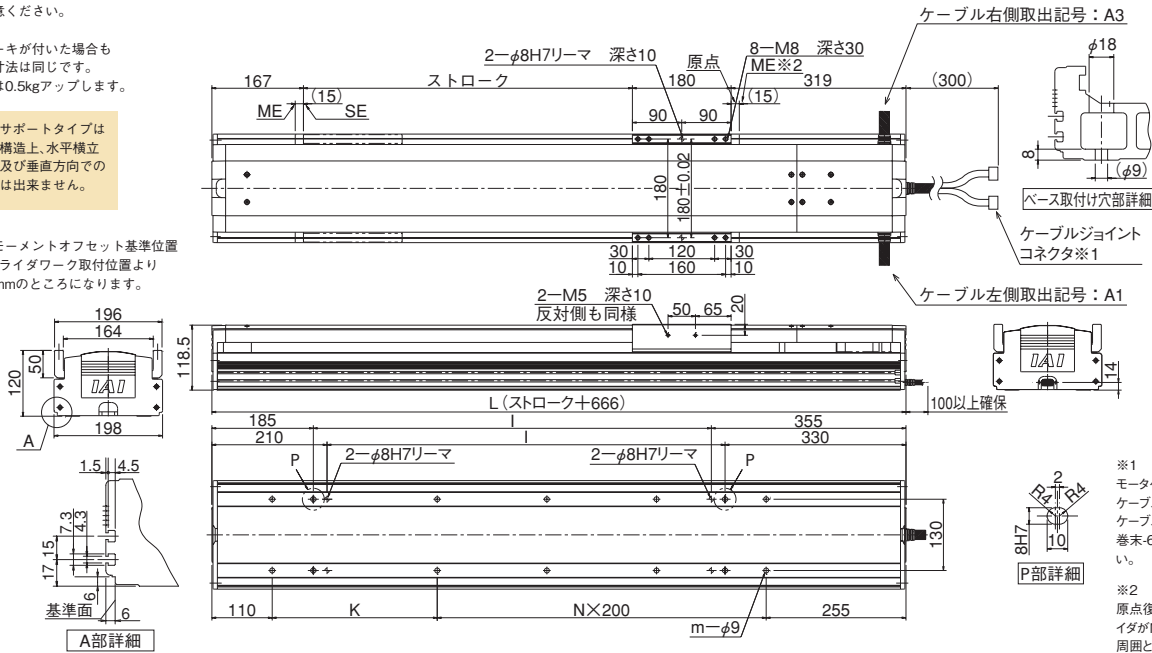 意ください。
ーキが付いた場合も
寸法は同じです。
は0.5kgアップします。
サポートタイプは
構造上、水平横立
及び垂直方向での
は出来ません。
モーメントオフセット基準位置
ライダワーク取付位置より
mmのところになります。
ケーブル右側取出記号：A3
2－φ8H7リーマ 深さ10
8－M8 深さ30
原点
ME※2
167
ストローク
180
319
(300)
(15)
(15)
ME
SE
90
90
180
180±0.02
30
120
30
10
160
10
φ18
8
(φ9)
ベース取付け穴部詳細
ケーブルジョイント
コネクタ※1
ケーブル左側取出記号：A1
2－M5 深さ10
反対側も同様
50
65
20
196
164
50
120
IAI
198
A
118.5
L（ストローク＋666）
100以上確保
IAI
14
185
l
355
210
l
330
P
2－φ8H7リーマ
2－φ8H7リーマ
P
130
110
K
N×200
255
m－φ9
1.5
4.5
7.3
4.3
15
17
6
6
基準面
A部詳細
2
R4
R4
8H7
10
P部詳細
※1
モータ
ケーブル
ケーブル
巻末-6
い。
※2
原点復
イダが
周囲と